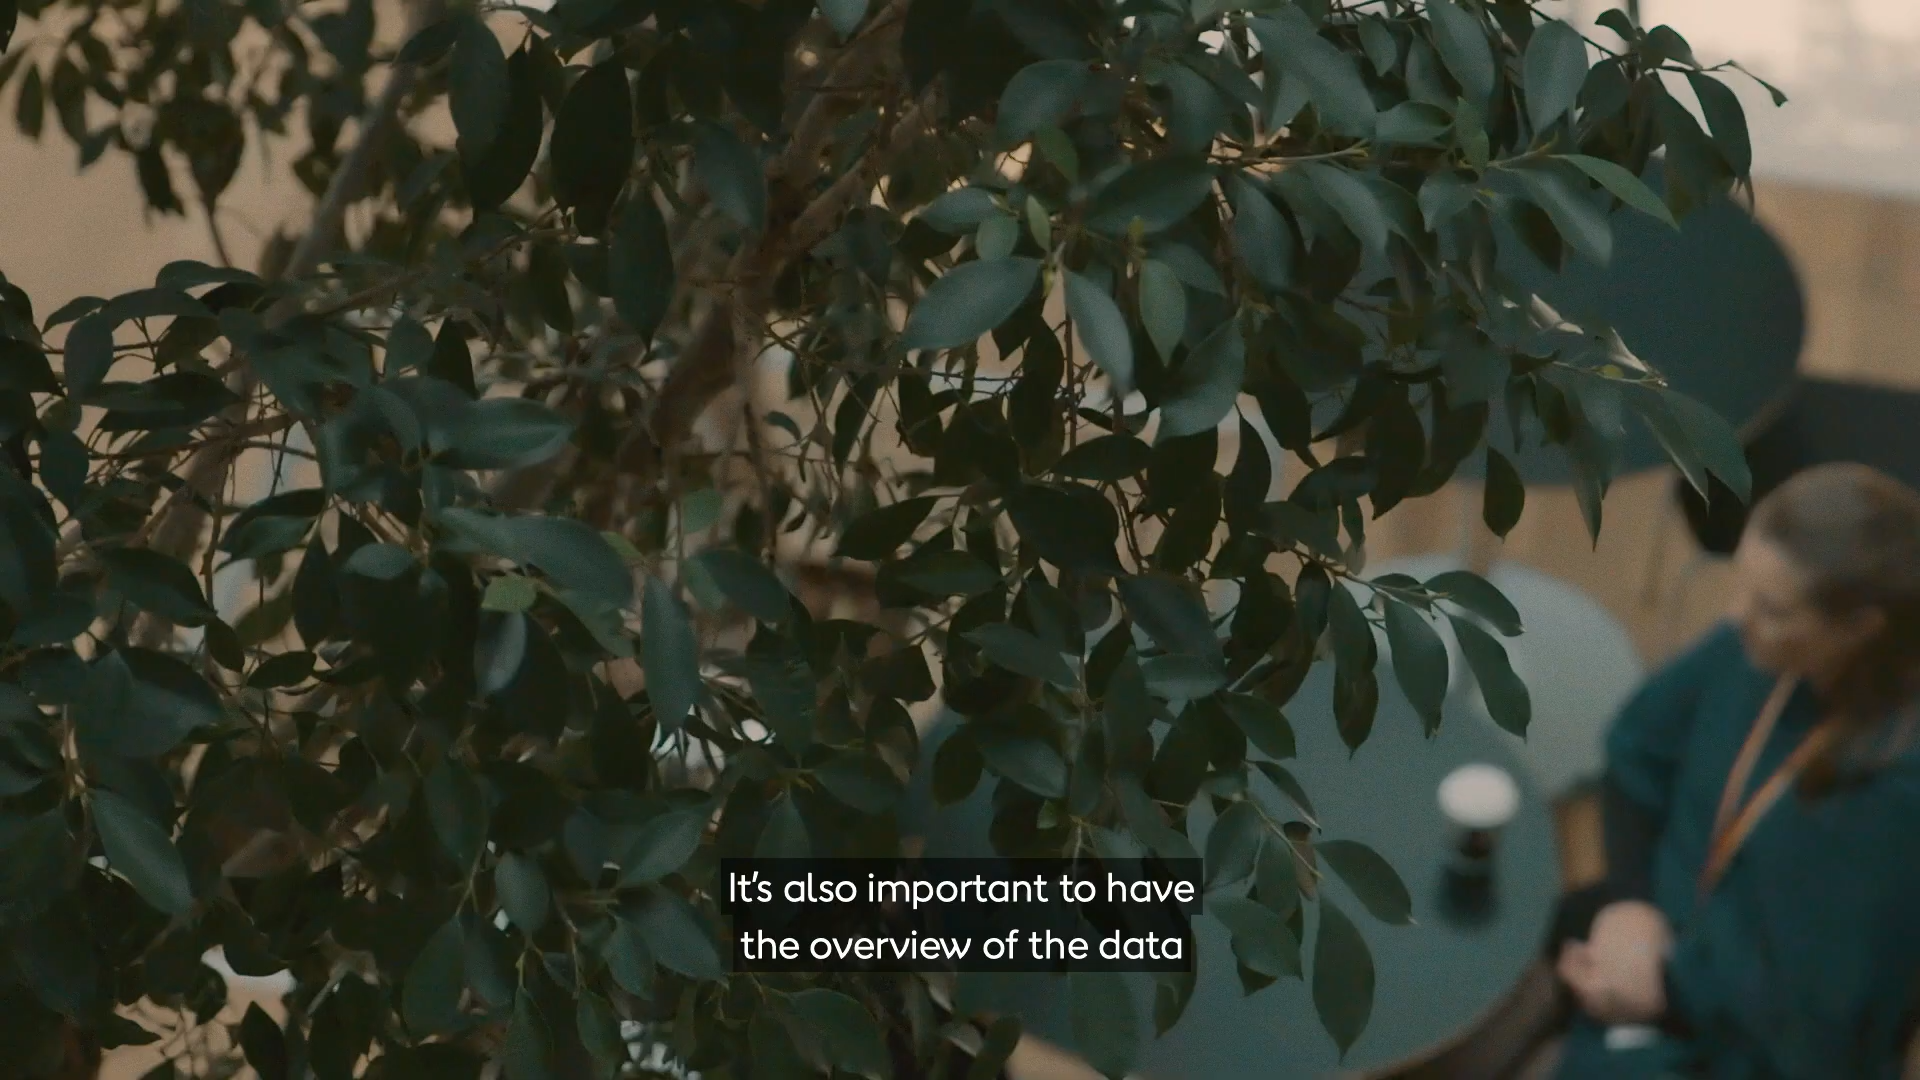 It's also important to have
the overview of the data